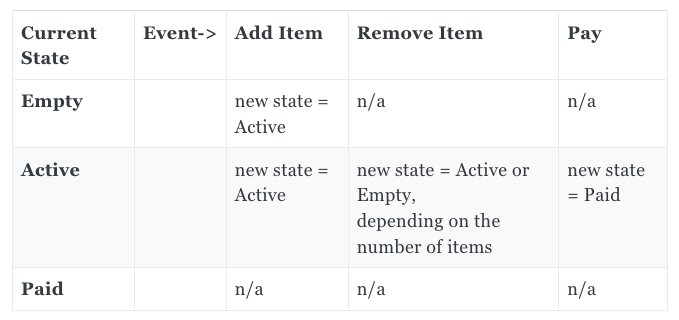 Current State Event-> Add Item Remove Item Pay
Empty new state = Active n/a n/a
Active new state = Active new state = Active or Empty, depending on the number of items new state = Paid
Paid n/a n/a n/a